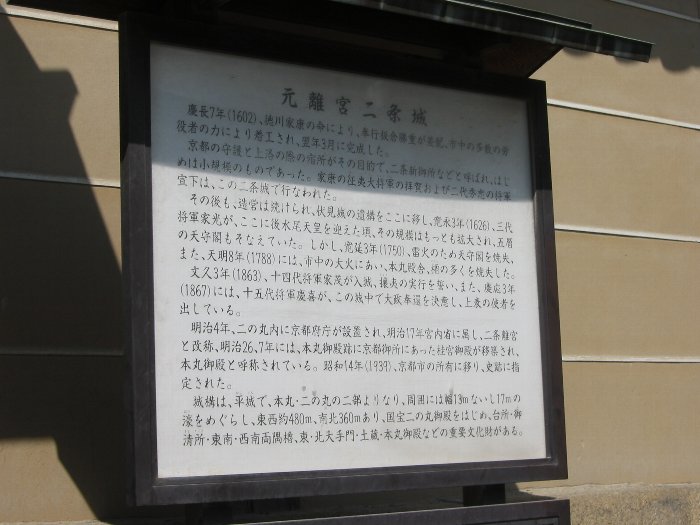 元離宮二条城
慶長7年(1602)、徳川家康の命により、奉行板倉勝重が差配、市中の多数の労
役者の力により着工され、翌年3月に完成した。
京都の守護と上洛の際の宿所がその目的で、二条新御所などと呼ばれ、はじ
めは小規模のものであった。家康の征夷大将軍の拝賀および二代秀忠の将軍
宣下は、この二条城で行なわれた。
その後も、造営は続けられ、伏見城の遺構をここに移し、寛永3年(1626)、三代
将軍家光が、ここに後水尾天皇を迎えた頃、その規模はもっとも拡大され、五層
の天守閣もそなえていた。しかし、寛延3年(1750)、雷火のため天守閣を焼失、
また、天明8年(1788)には、市中の大火にあい、本丸殿舎、櫓の多くを焼失した。
文久3年(1863)、十四代将軍家茂が入城、攘夷の実行を誓い、また、慶応3年
(1867)には、十五代将軍慶喜が、この城中で大政奉還を決意し、上表の使者を
出している。
明治4年、二の丸内に京都府庁が設置され、明治17年宮内省に属し、二条離宮
と改称、明治26、7年には、本丸御殿跡に京都御所にあった桂宮御殿が移築され、
本丸御殿と呼称されている。昭和14年(1939)、京都市の所有に移り、史跡に指
定された。
城構は、平城で、本丸・二の丸の二部よりなり、周囲には幅13mないし17mの
濠をめぐらし、東西約480m、南北360mあり、国宝二の丸御殿をはじめ、台所・御
清所・東南・西南両隅櫓、東・北大手門・土蔵・本丸御殿などの重要文化財がある。